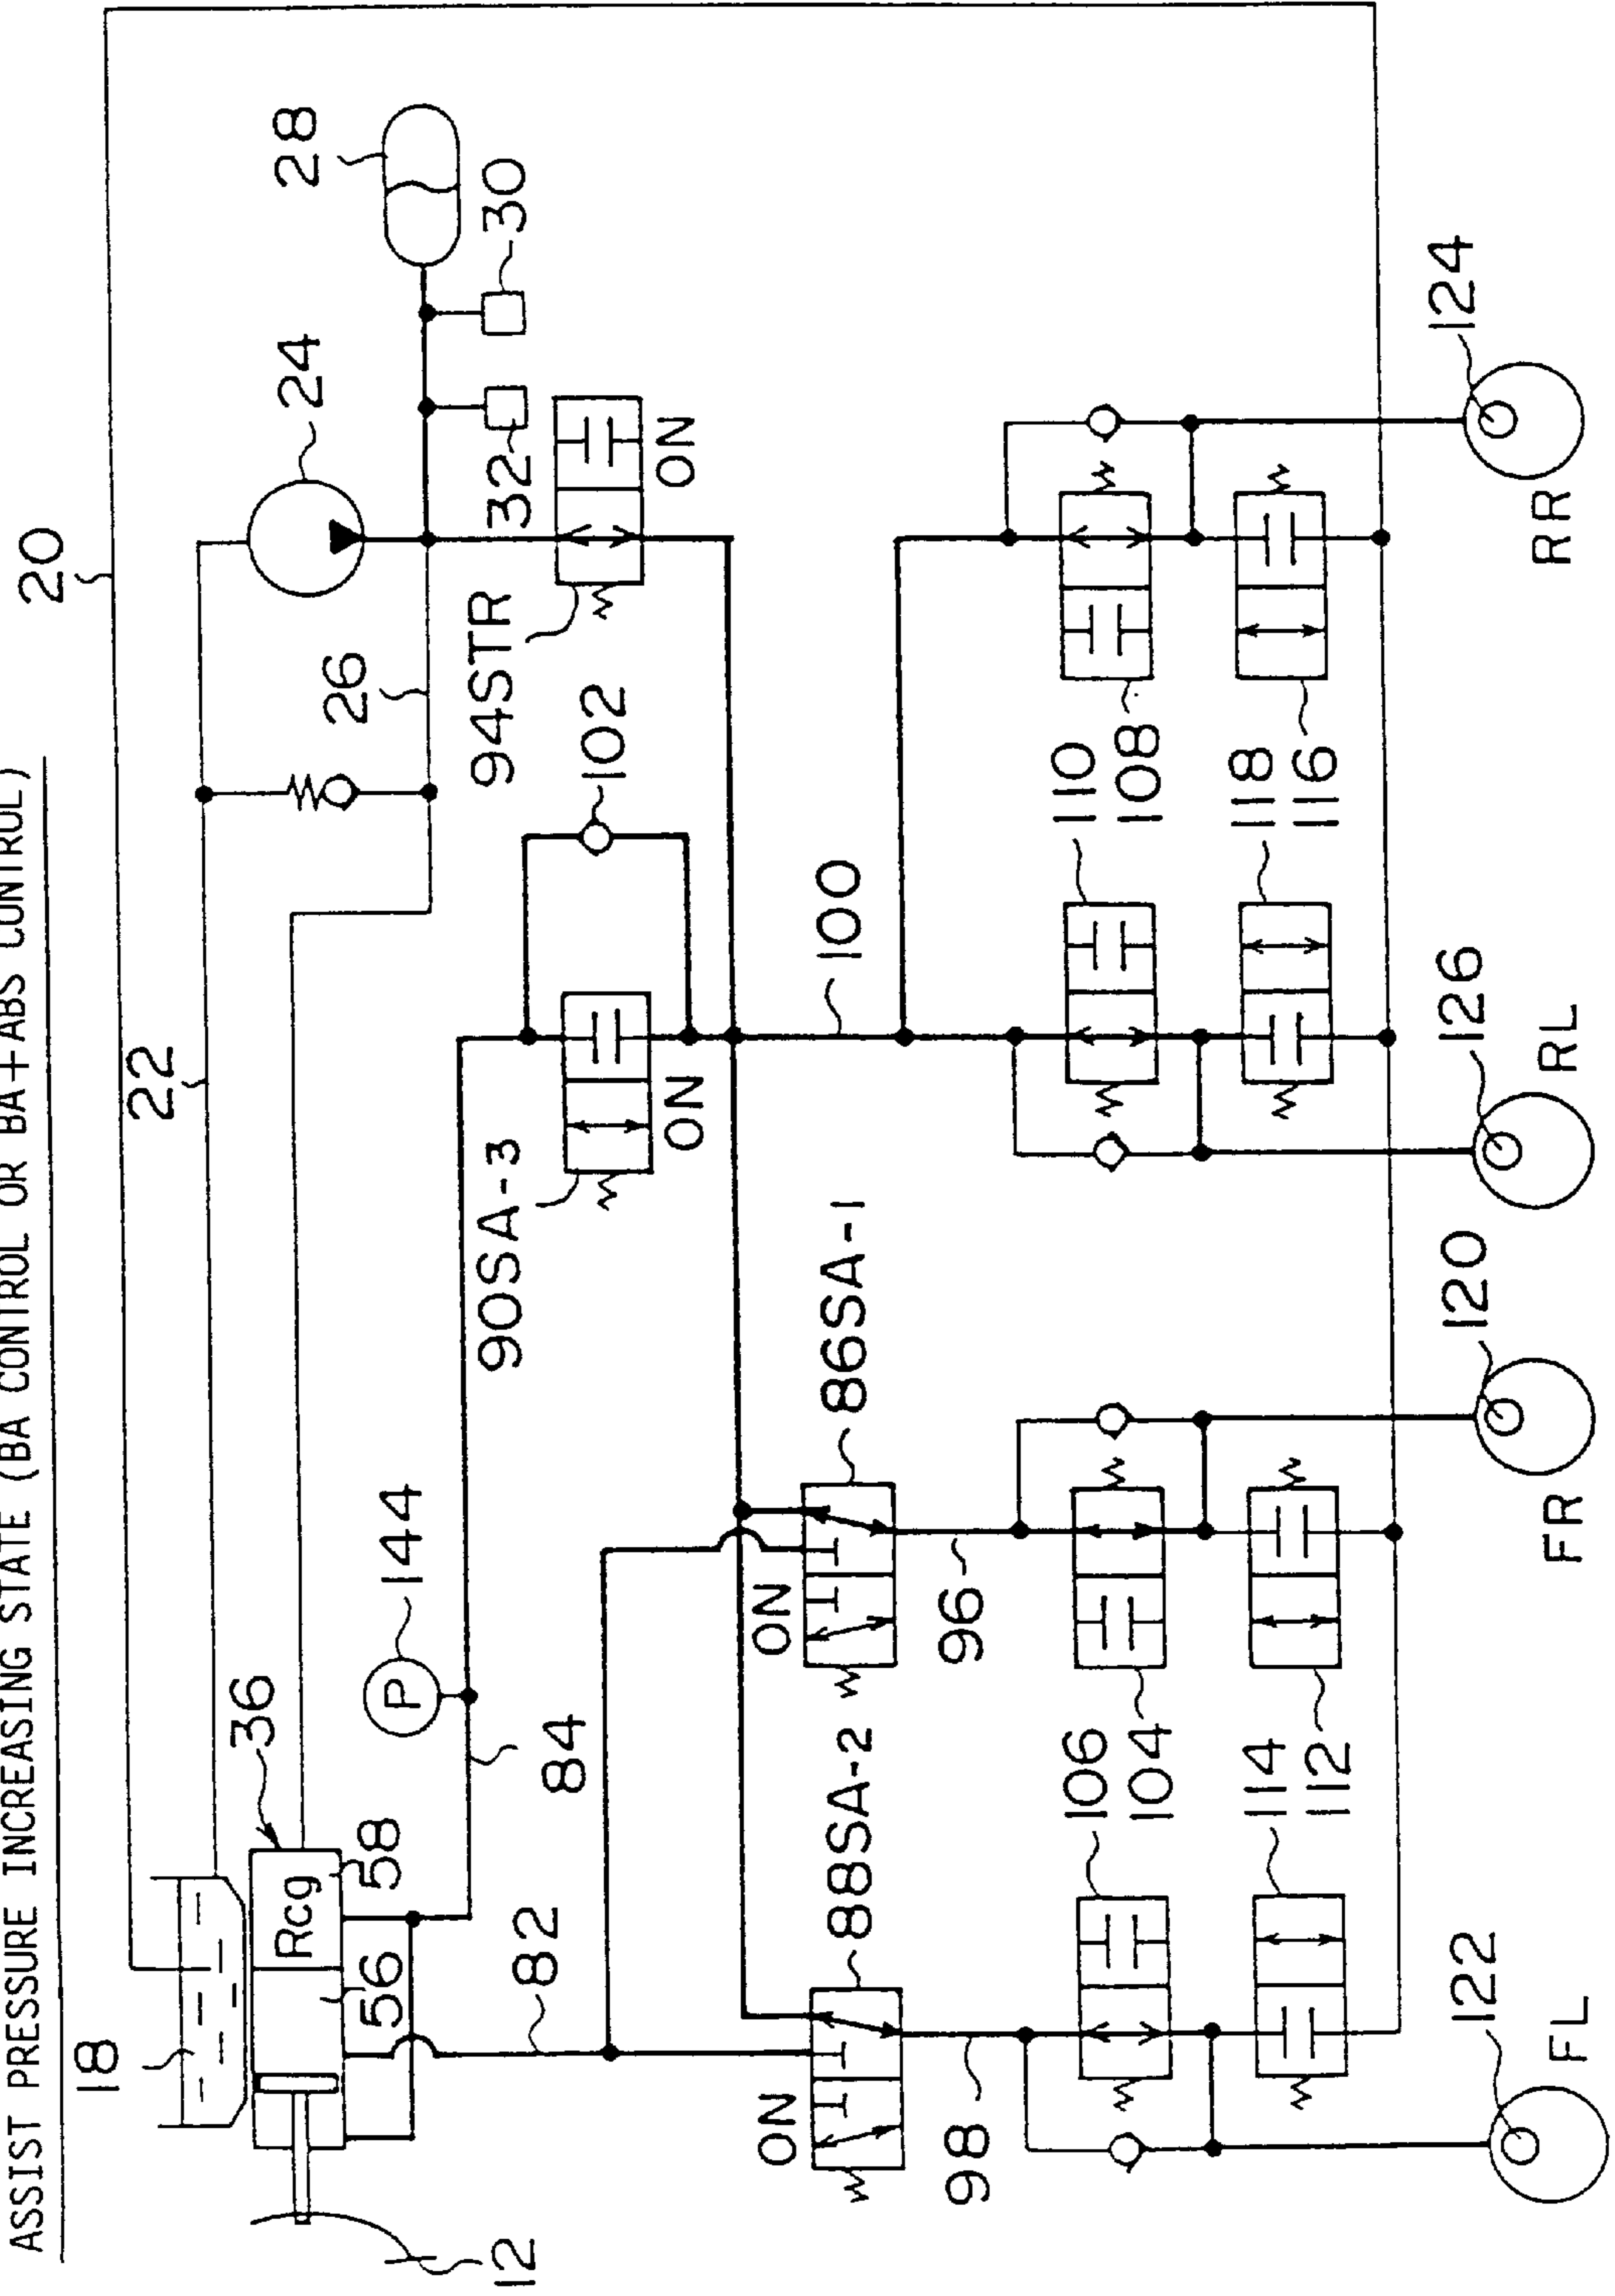 ASSIST PRESSURE INCREASING STATE (BA CONTROL OR BA+ABS CONTROL)
20
28
24
22
26
30
32
36
18
Rcg
58
56
144
94STR
ON
102
90SA-3
ON
12
82
84
100
86SA-1
ON
88SA-2
ON
96
98
110
108
118
116
106
104
114
112
124
RR
126
RL
120
FR
122
FL
P